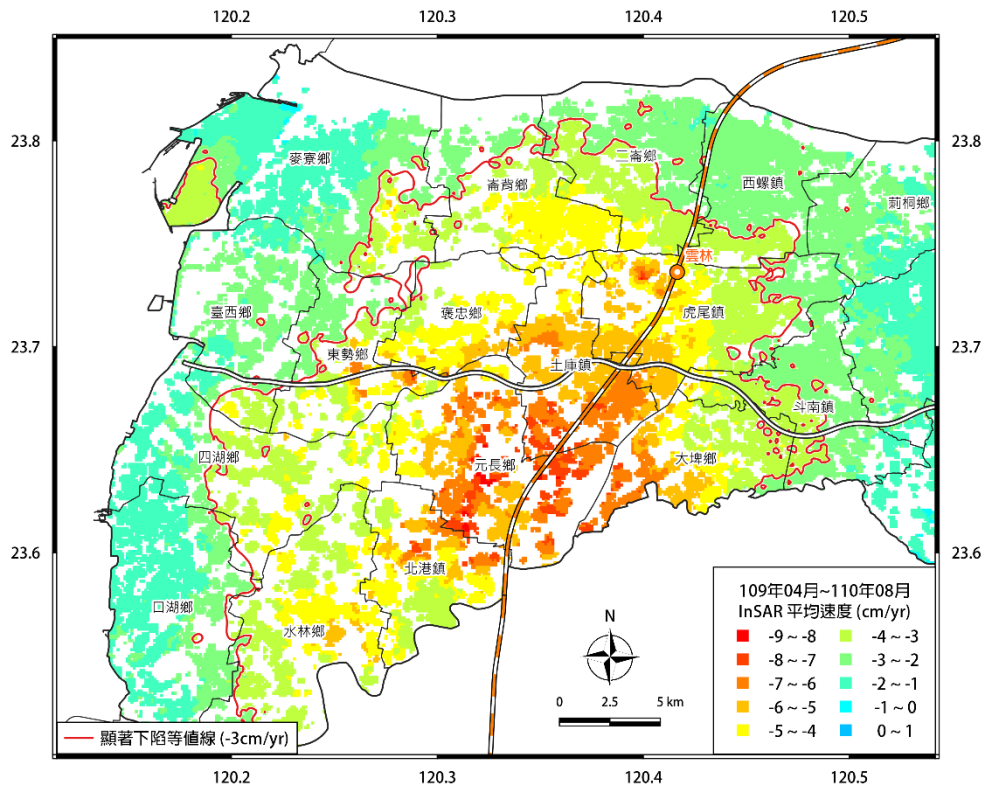 120.2 120.3 120.4 120.5
23.8 23.8
麥寮鄉
崙背鄉
二崙鄉
西螺鎮
莿桐鄉
雲林
臺西鄉
褒忠鄉
虎尾鎮
23.7 23.7
東勢鄉
土庫鎮
斗南鎮
四湖鄉
元長鄉
大埤鄉
23.6 23.6
北港鎮
口湖鄉
水林鄉
N
0 2.5 5 km
109年04月~110年08月
InSAR 平均速度 (cm/yr)
-9 ~ -8 -4 ~ -3
-8 ~ -7 -3 ~ -2
-7 ~ -6 -2 ~ -1
-6 ~ -5 -1 ~ 0
-5 ~ -4 0 ~ 1
顯著下陷等值線 (-3cm/yr)
120.2 120.3 120.4 120.5